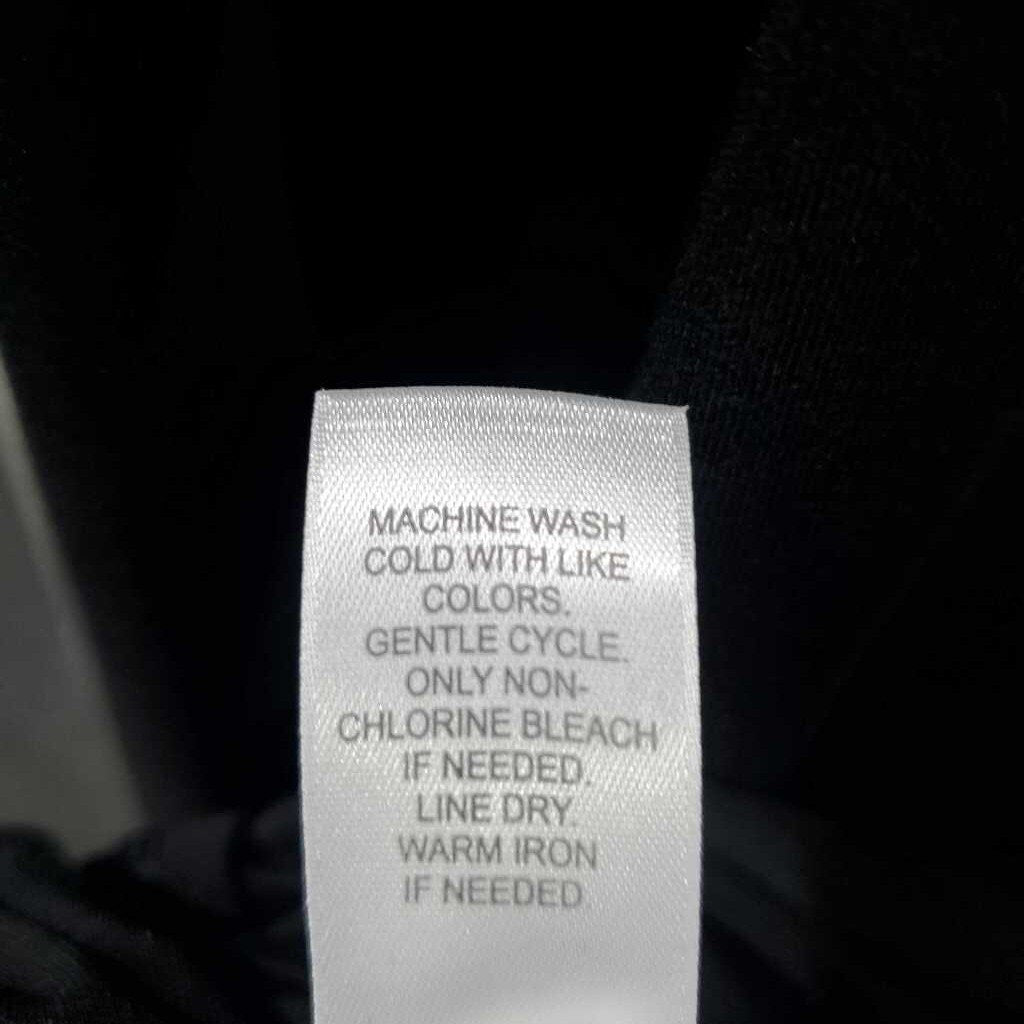 MACHINE WASH
COLD WITH LIKE
COLORS.
GENTLE CYCLE.
ONLY NON-
CHLORINE BLEACH
IF NEEDED.
LINE DRY.
WARM IRON
IF NEEDED